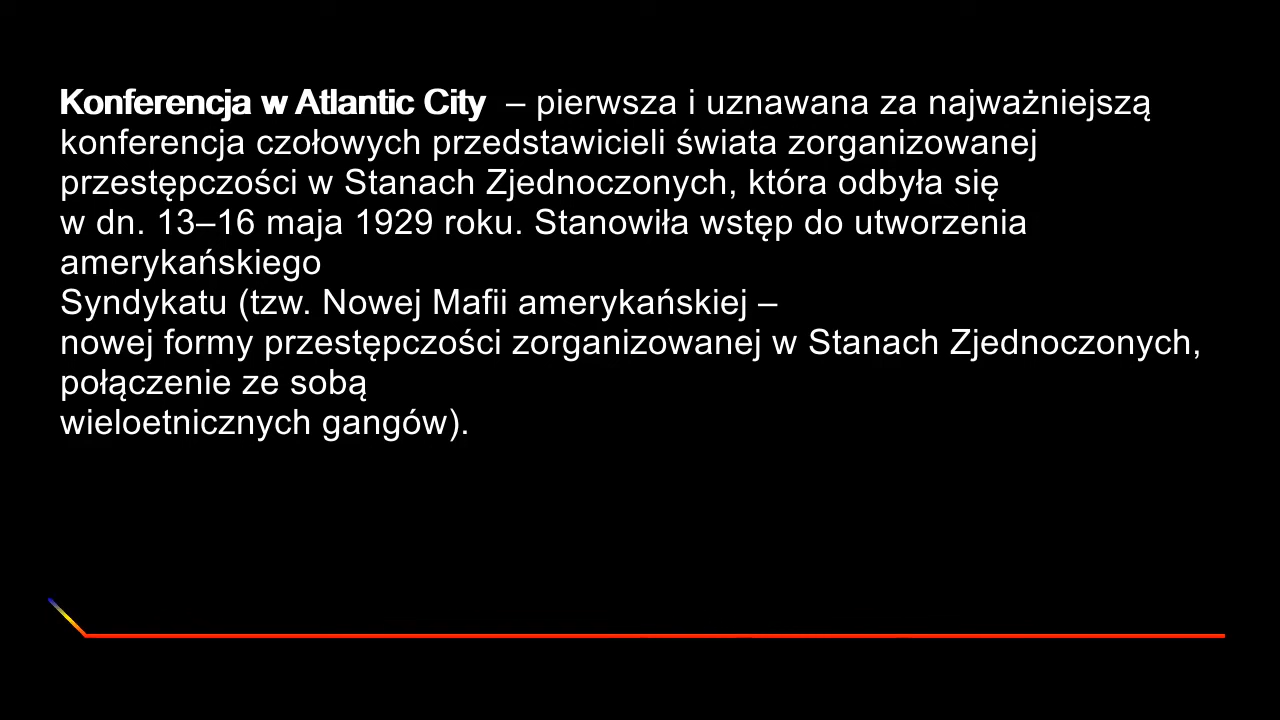 Konferencja w Atlantic City – pierwsza i uznawana za najważniejszą
konferencja czołowych przedstawicieli świata zorganizowanej
przestępczości w Stanach Zjednoczonych, która odbyła się
w dn. 13–16 maja 1929 roku. Stanowiła wstęp do utworzenia
amerykańskiego
Syndykatu (tzw. Nowej Mafii amerykańskiej –
nowej formy przestępczości zorganizowanej w Stanach Zjednoczonych,
połączenie ze sobą
wieloetnicznych gangów).